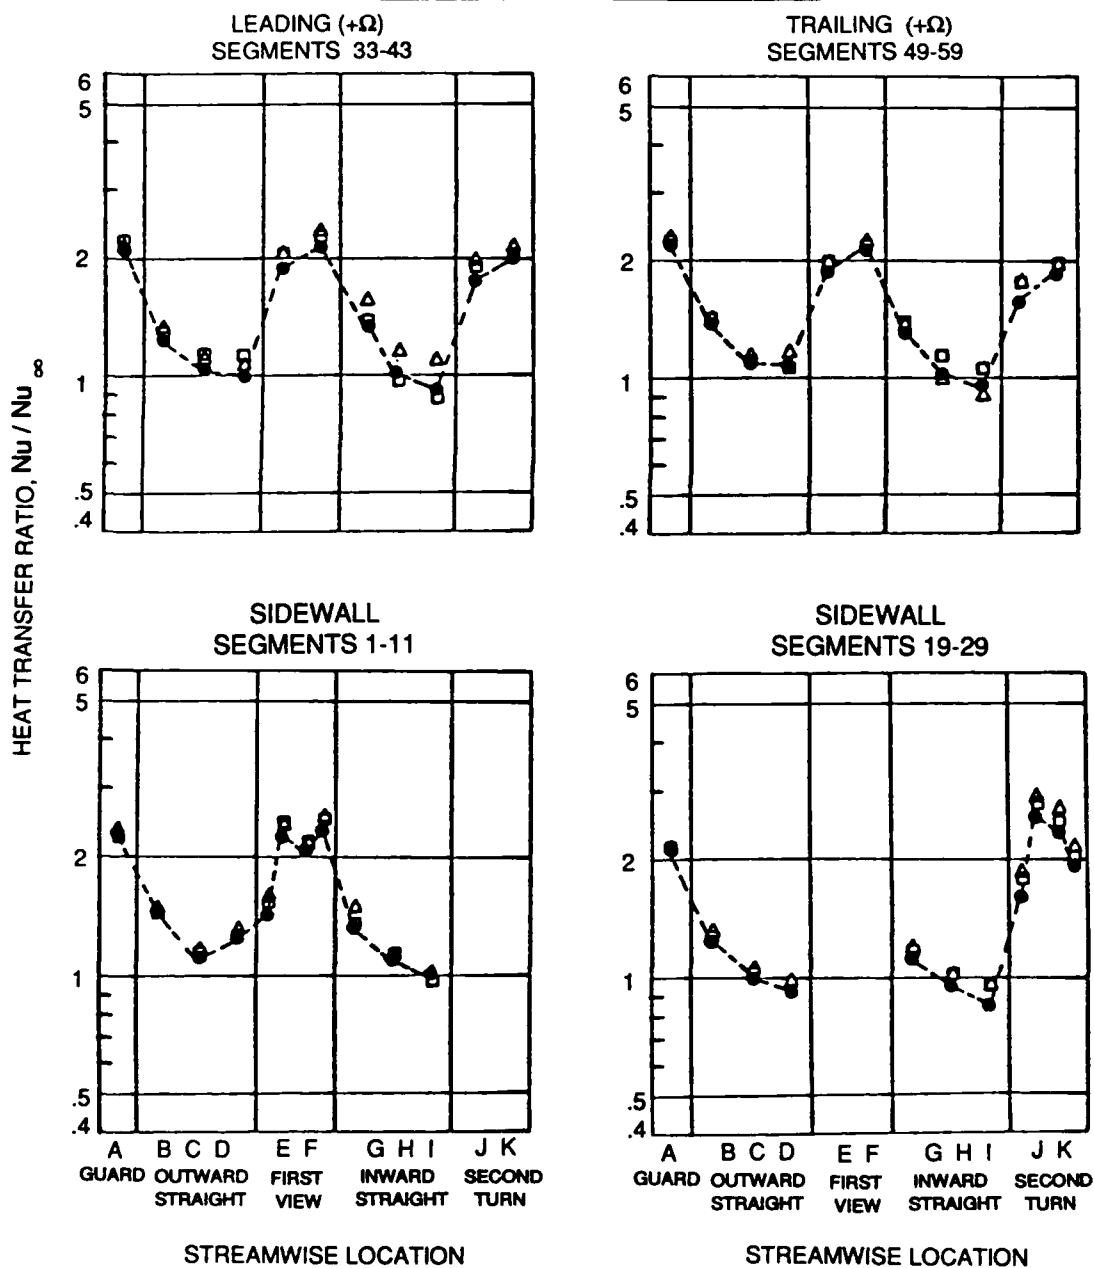 LEADING (+Ω)
SEGMENTS 33-43
TRAILING (+Ω)
SEGMENTS 49-59
6
5
2
1
.5
.4
6
5
2
1
.5
.4
HEAT TRANSFER RATIO, Nu / Nu ∞
SIDEWALL
SEGMENTS 1-11
SIDEWALL
SEGMENTS 19-29
6
5
2
1
.5
.4
6
5
2
1
.5
.4
A B C D E F G H I J K
GUARD OUTWARD STRAIGHT FIRST VIEW INWARD STRAIGHT SECOND TURN
A B C D E F G H I J K
GUARD OUTWARD STRAIGHT FIRST VIEW INWARD STRAIGHT SECOND TURN
STREAMWISE LOCATION
STREAMWISE LOCATION